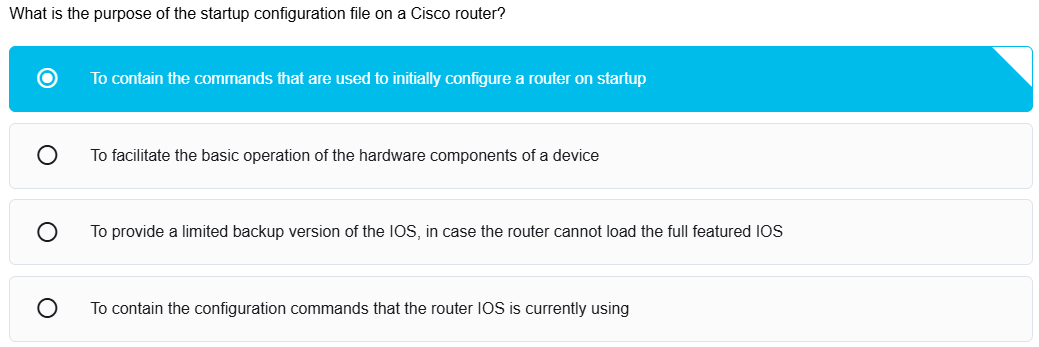 What is the purpose of the startup configuration file on a Cisco router?
To contain the commands that are used to initially configure a router on startup
To facilitate the basic operation of the hardware components of a device
To provide a limited backup version of the IOS, in case the router cannot load the full featured IOS
To contain the configuration commands that the router IOS is currently using